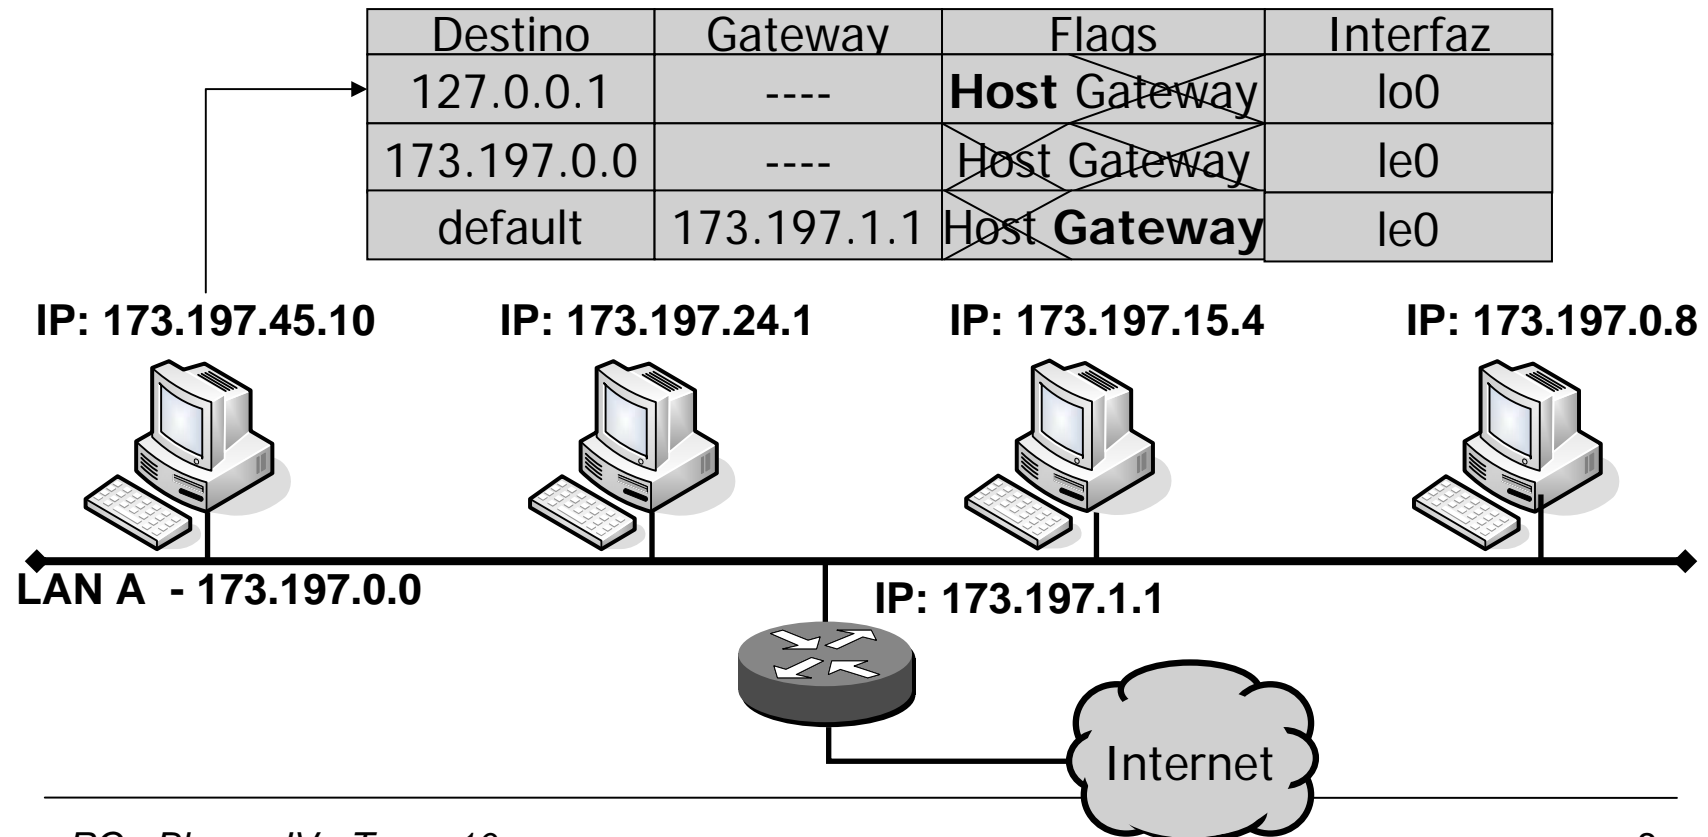 Destino Gateway Flags Interfaz
127.0.0.1 ---- Host Gateway lo0
173.197.0.0 ---- Host Gateway le0
default 173.197.1.1 Host Gateway le0
IP: 173.197.45.10 IP: 173.197.24.1 IP: 173.197.15.4 IP: 173.197.0.8
LAN A - 173.197.0.0
IP: 173.197.1.1
Internet